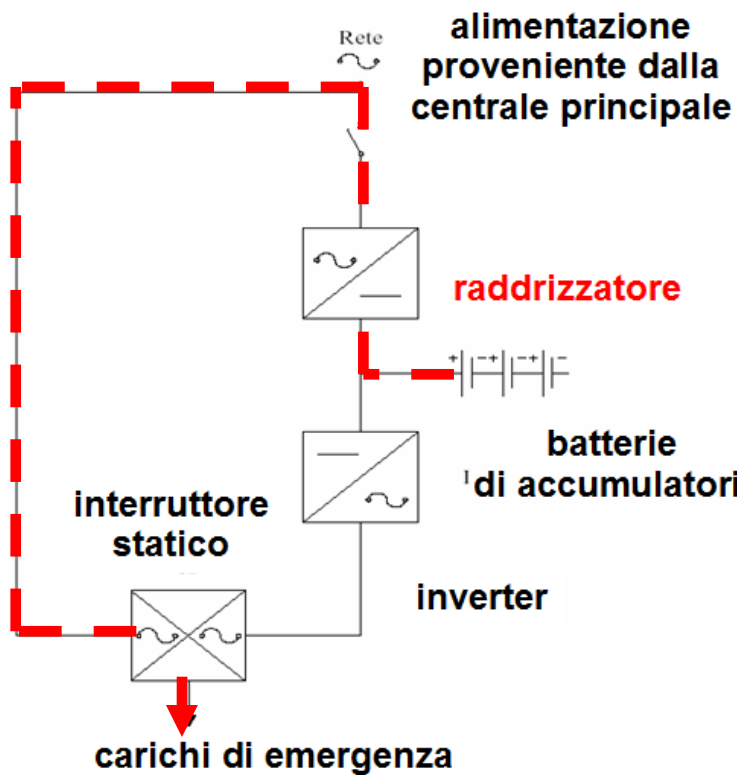 Rete
alimentazione
proveniente dalla
centrale principale
raddrizzatore
+ - + - + -
batterie
di accumulatori
interruttore
statico
inverter
carichi di emergenza